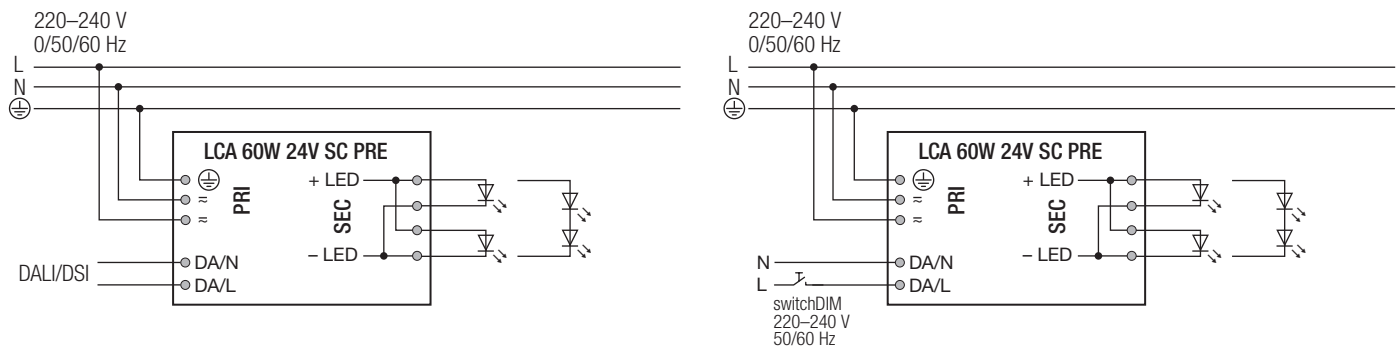 220–240 V
0/50/60 Hz
L
N
LCA 60W 24V SC PRE
PRI
≂
≂
+ LED
SEC
– LED
DALI/DSI
DA/N
DA/L
220–240 V
0/50/60 Hz
L
N
LCA 60W 24V SC PRE
PRI
≂
≂
+ LED
SEC
– LED
N
DA/N
L
DA/L
switchDIM
220–240 V
50/60 Hz